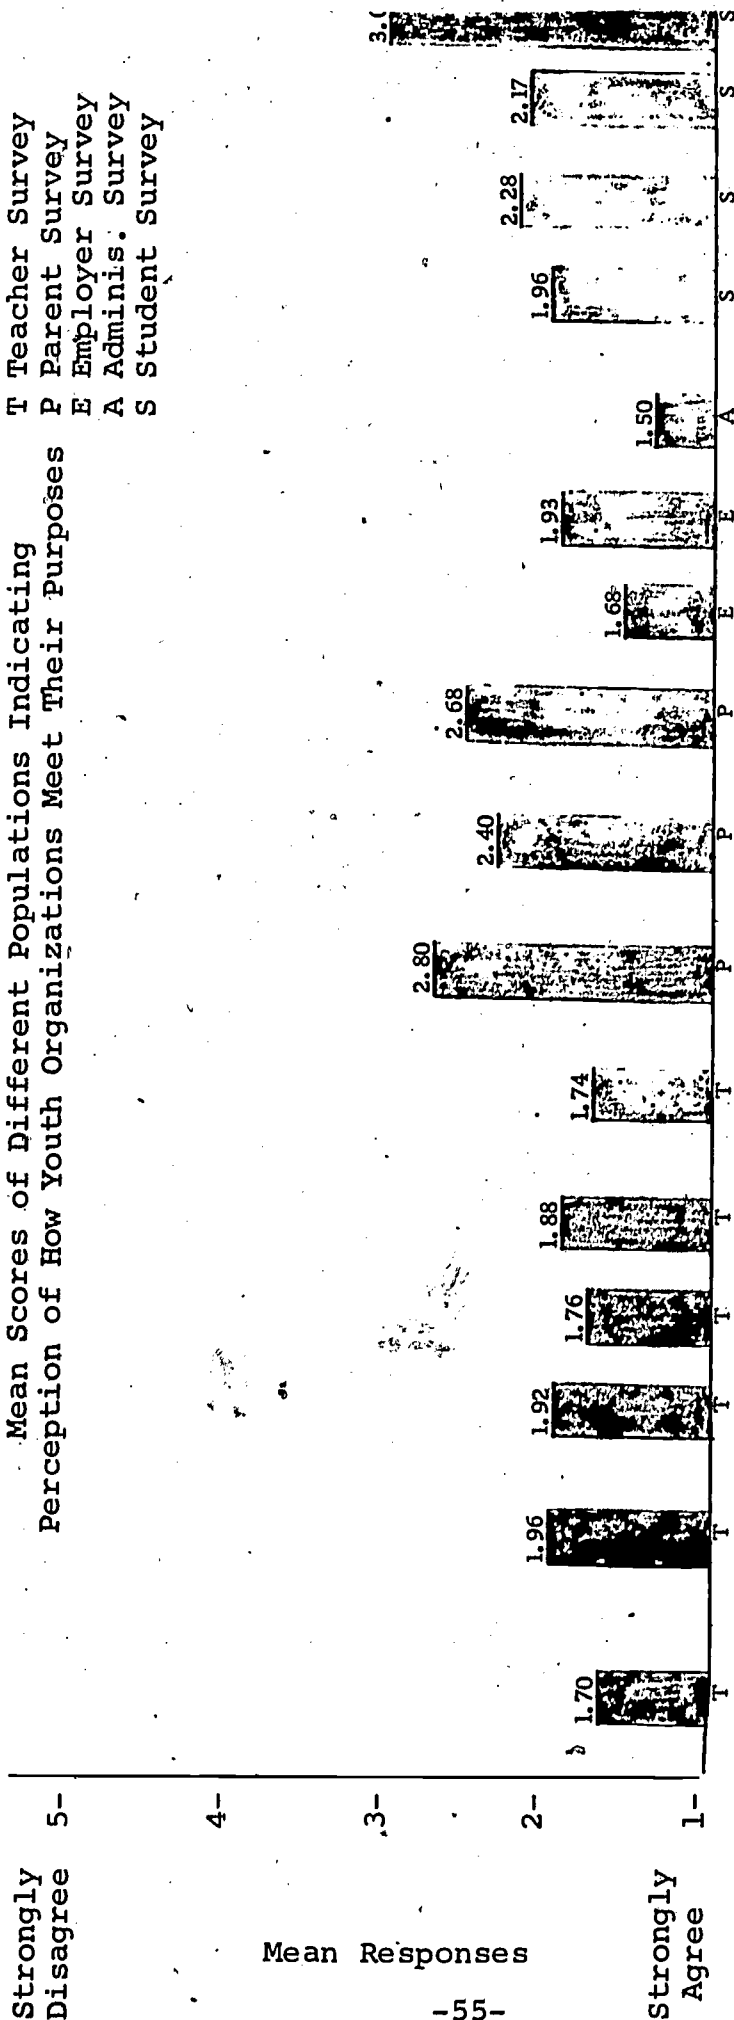 Mean Scores of Different Populations Indicating
Perception of How Youth Organizations Meet Their Purposes
T Teacher Survey
P Parent Survey
E Employer Survey
A Adminis. Survey
S Student Survey
Strongly
Disagree
5-
4-
3-
2-
1-
Mean Responses
Strongly
Agree
1.70
1.96
1.92
1.76
1.88
1.74
2.80
2.40
2.68
1.68
1.93
1.50
1.96
2.28
2.17
T T T T T T P P P E E A S S S S
-55-